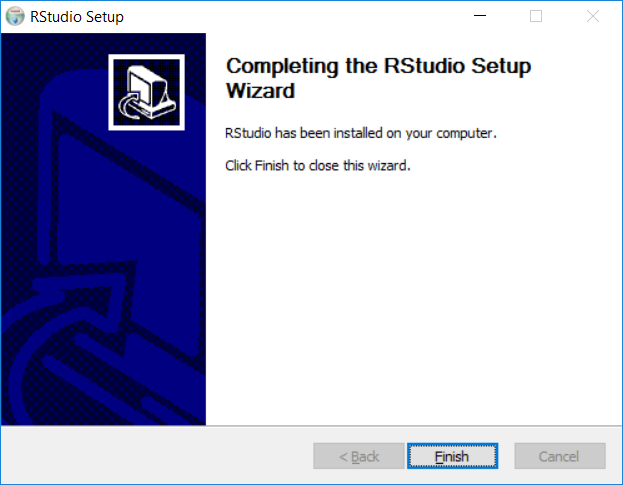 RStudio Setup
Completing the RStudio Setup
Wizard
RStudio has been installed on your computer.
Click Finish to close this wizard.
< Back
Finish
Cancel